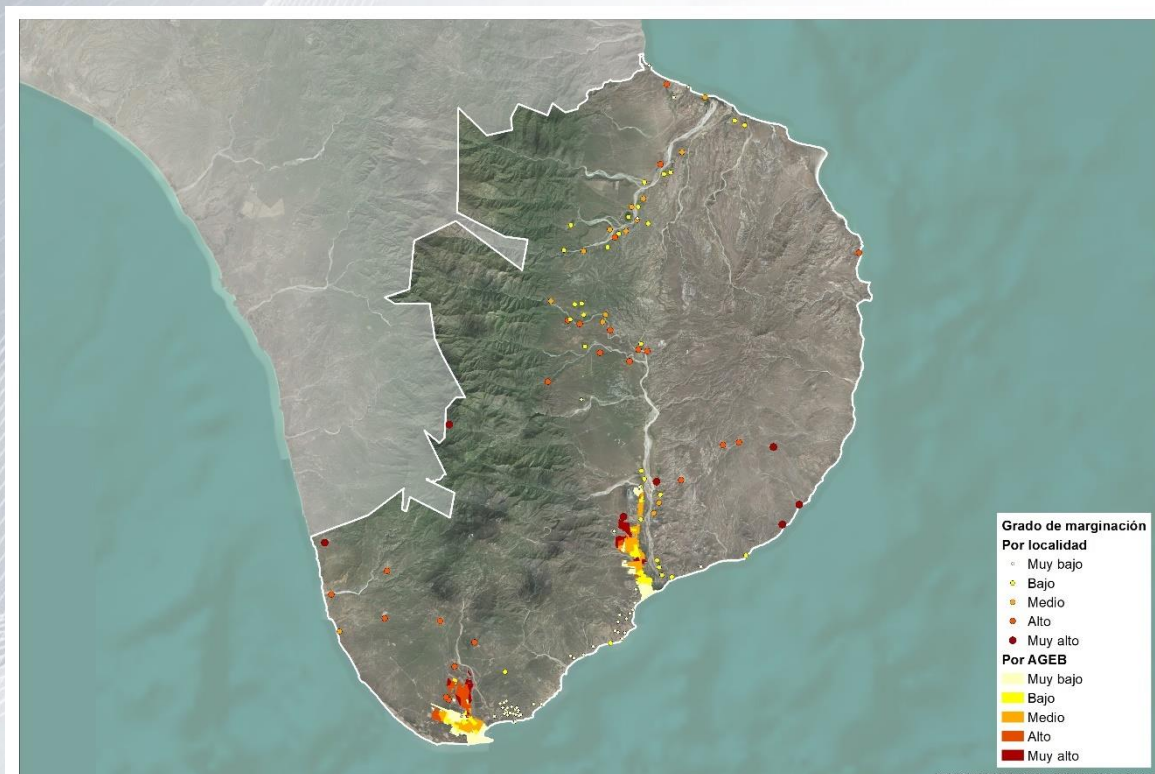 Grado de marginación
Por localidad
Muy bajo
Bajo
Medio
Alto
Muy alto
Por AGEB
Muy bajo
Bajo
Medio
Alto
Muy alto